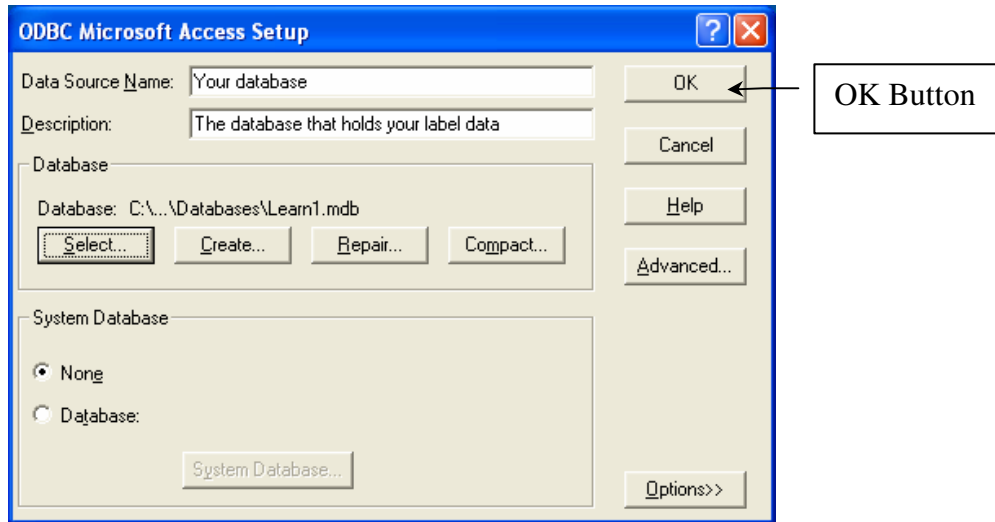 ODBC Microsoft Access Setup
Data Source Name: Your database
OK
OK Button
Description: The database that holds your label data
Cancel
Database
Database: C:\...\Databases\Learn1.mdb
Help
Select... Create... Repair... Compact...
Advanced...
System Database
None
Database:
System Database...
Options>>